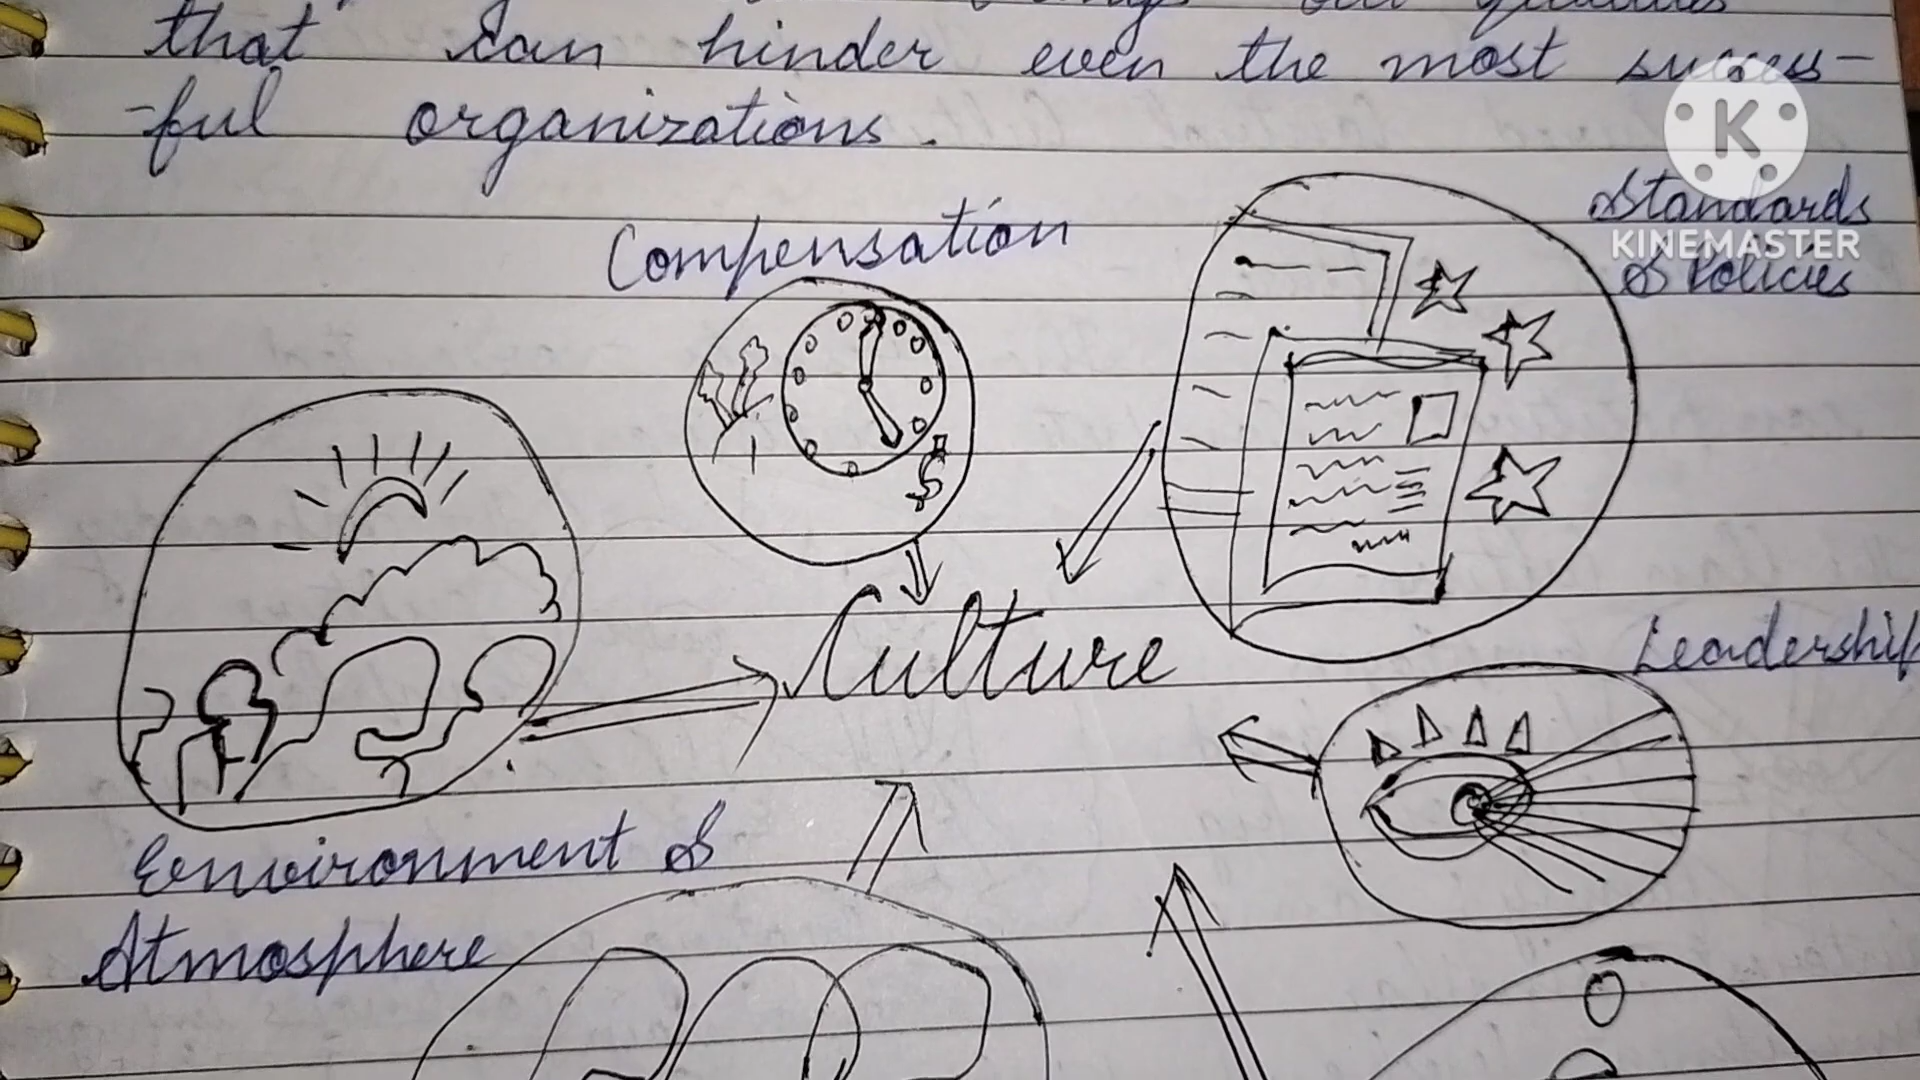 that can hinder even the most success-
-ful organizations.
Compensation
Standards
& Policies
K
KINEMASTER
Culture
$
Leadership
Environment &
Atmosphere